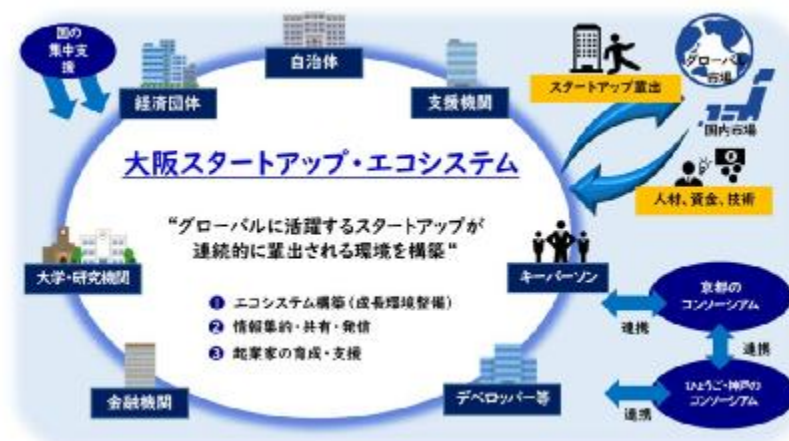 国の
集中支
援
自治体
経済団体
支援機関
スタートアップ輩出
グローバル
市場
国内市場
人材、資金、技術
大阪スタートアップ・エコシステム
“グローバルに活躍するスタートアップが
連続的に輩出される環境を構築“
大学・研究機関
キーパーソン
❶ エコシステム構築（成長環境整備）
❷ 情報集約・共有・発信
❸ 起業家の育成・支援
金融機関
デベロッパー等
京都の
コンソーシアム
連携
連携
ひょうご・神戸の
コンソーシアム
連携